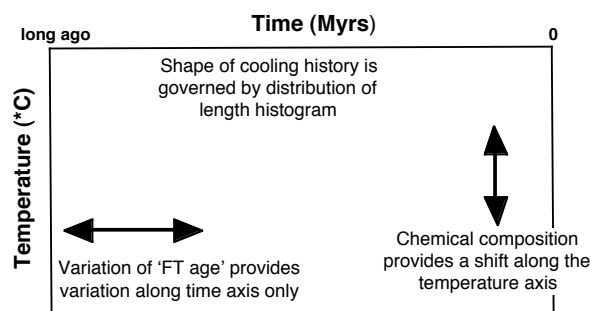 Time (Myrs)
long ago
0
Temperature (*C)
Shape of cooling history is
governed by distribution of
length histogram
Variation of ‘FT age’ provides
variation along time axis only
Chemical composition
provides a shift along the
temperature axis